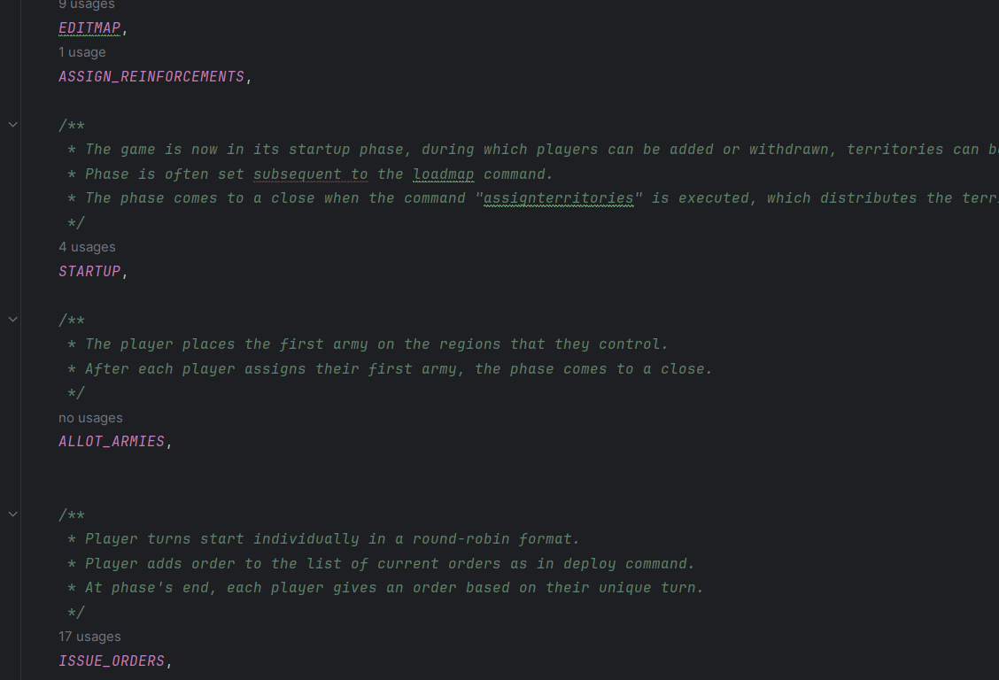 9 usages
EDITMAP,
1 usage
ASSIGN_REINFORCEMENTS,
/**
* The game is now in its startup phase, during which players can be added or withdrawn, territories can b
* Phase is often set subsequent to the loadmap command.
* The phase comes to a close when the command "assignterritories" is executed, which distributes the terr
*/
4 usages
STARTUP,
/**
* The player places the first army on the regions that they control.
* After each player assigns their first army, the phase comes to a close.
*/
no usages
ALLOT_ARMIES,
/**
* Player turns start individually in a round-robin format.
* Player adds order to the list of current orders as in deploy command.
* At phase's end, each player gives an order based on their unique turn.
*/
17 usages
ISSUE_ORDERS,